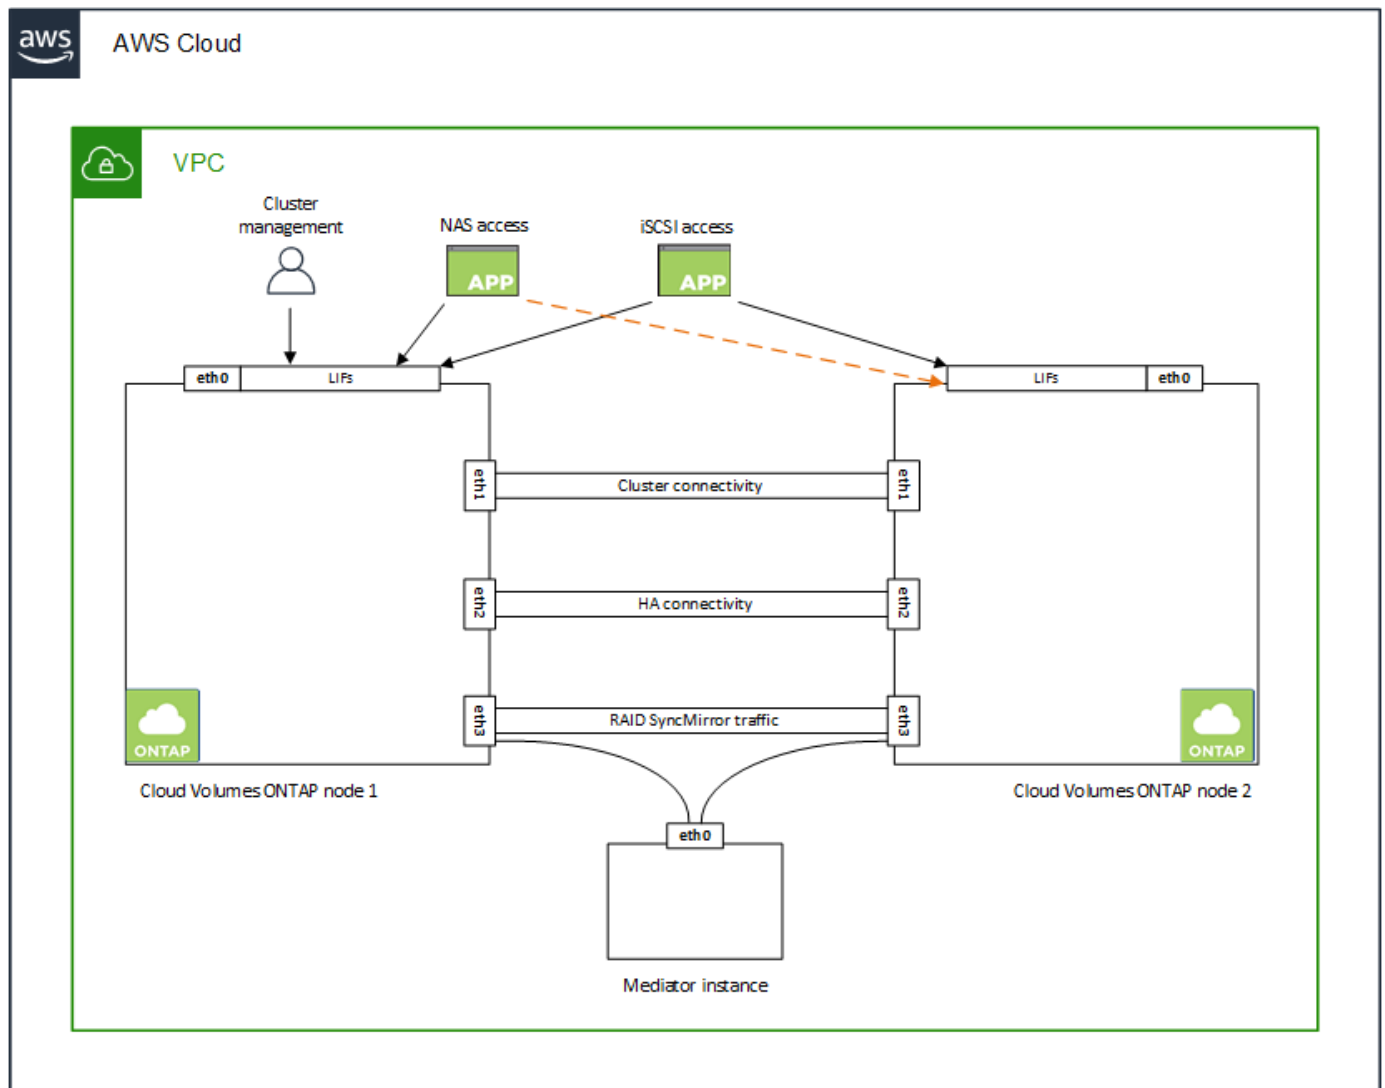 aws
AWS Cloud
VPC
Cluster
management
NAS access
iSCSI access
APP
APP
eth0
LIFs
LIFs
eth0
eth1
Cluster connectivity
eth1
eth2
HA connectivity
eth2
eth3
RAID SyncMirror traffic
eth3
ONTAP
ONTAP
Cloud Volumes ONTAP node 1
Cloud Volumes ONTAP node 2
eth0
Mediator instance